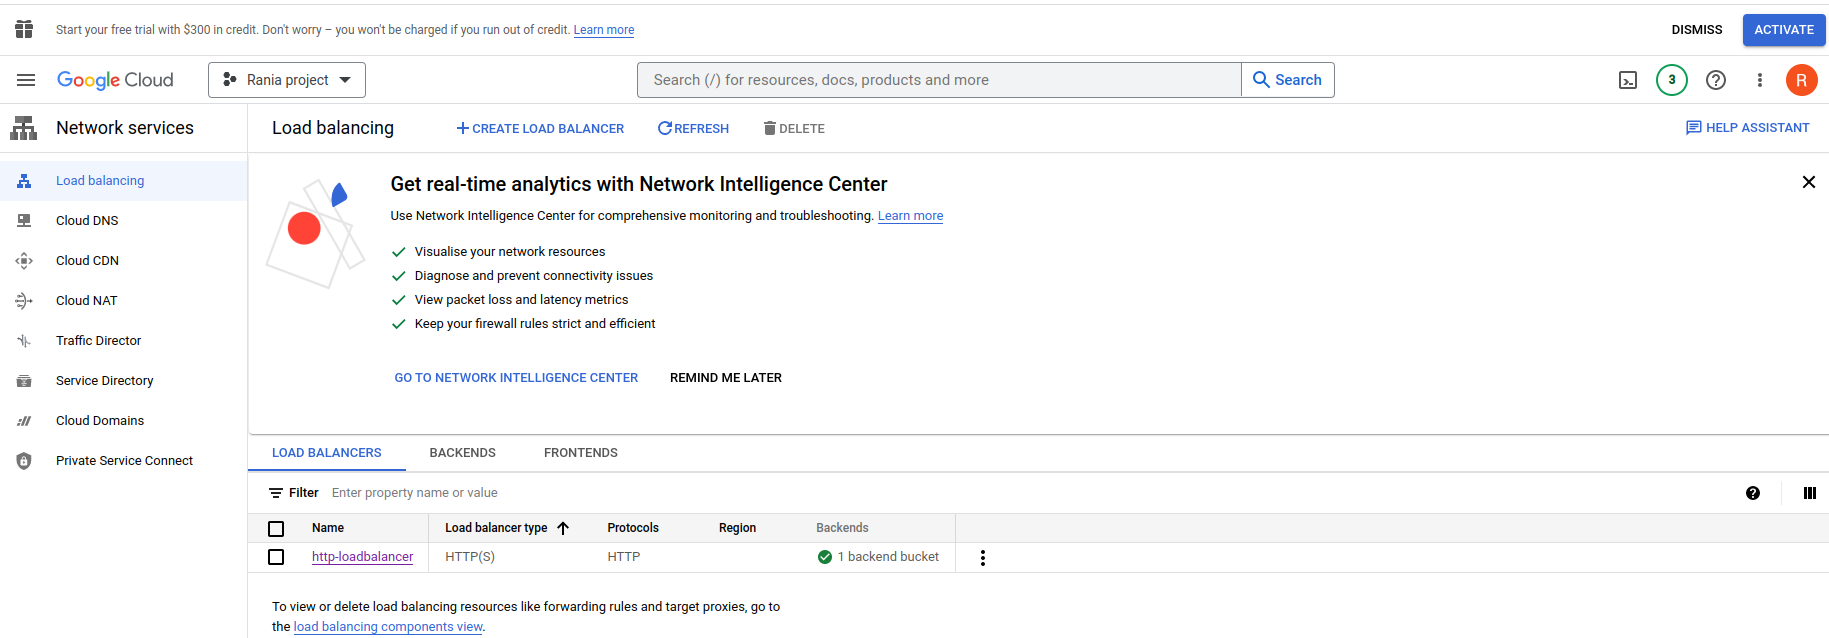 Start your free trial with $300 in credit. Don't worry – you won't be charged if you run out of credit. Learn more
DISMISS
ACTIVATE
Google Cloud
Rania project
Search (/) for resources, docs, products and more
Search
3
R
Network services
Load balancing
CREATE LOAD BALANCER
REFRESH
DELETE
HELP ASSISTANT
Load balancing
Cloud DNS
Cloud CDN
Cloud NAT
Traffic Director
Service Directory
Cloud Domains
Private Service Connect
Get real-time analytics with Network Intelligence Center
Use Network Intelligence Center for comprehensive monitoring and troubleshooting. Learn more
Visualise your network resources
Diagnose and prevent connectivity issues
View packet loss and latency metrics
Keep your firewall rules strict and efficient
GO TO NETWORK INTELLIGENCE CENTER
REMIND ME LATER
LOAD BALANCERS
BACKENDS
FRONTENDS
Filter
Enter property name or value
Name
Load balancer type
Protocols
Region
Backends
http-loadbalancer
HTTP(S)
HTTP
1 backend bucket
To view or delete load balancing resources like forwarding rules and target proxies, go to
the load balancing components view.